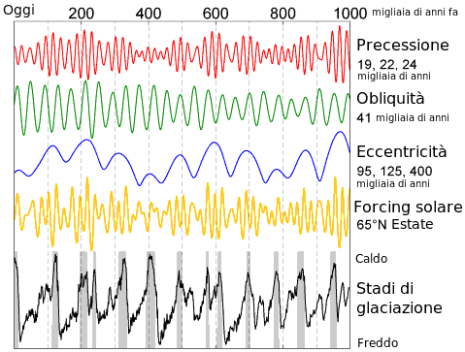 Oggi 200 400 600 800 1000 migliaia di anni fa
Precessione
19, 22, 24
migliaia di anni
Obliquità
41 migliaia di anni
Eccentricità
95, 125, 400
migliaia di anni
Forcing solare
65°N Estate
Caldo
Stadi di
glaciazione
Freddo